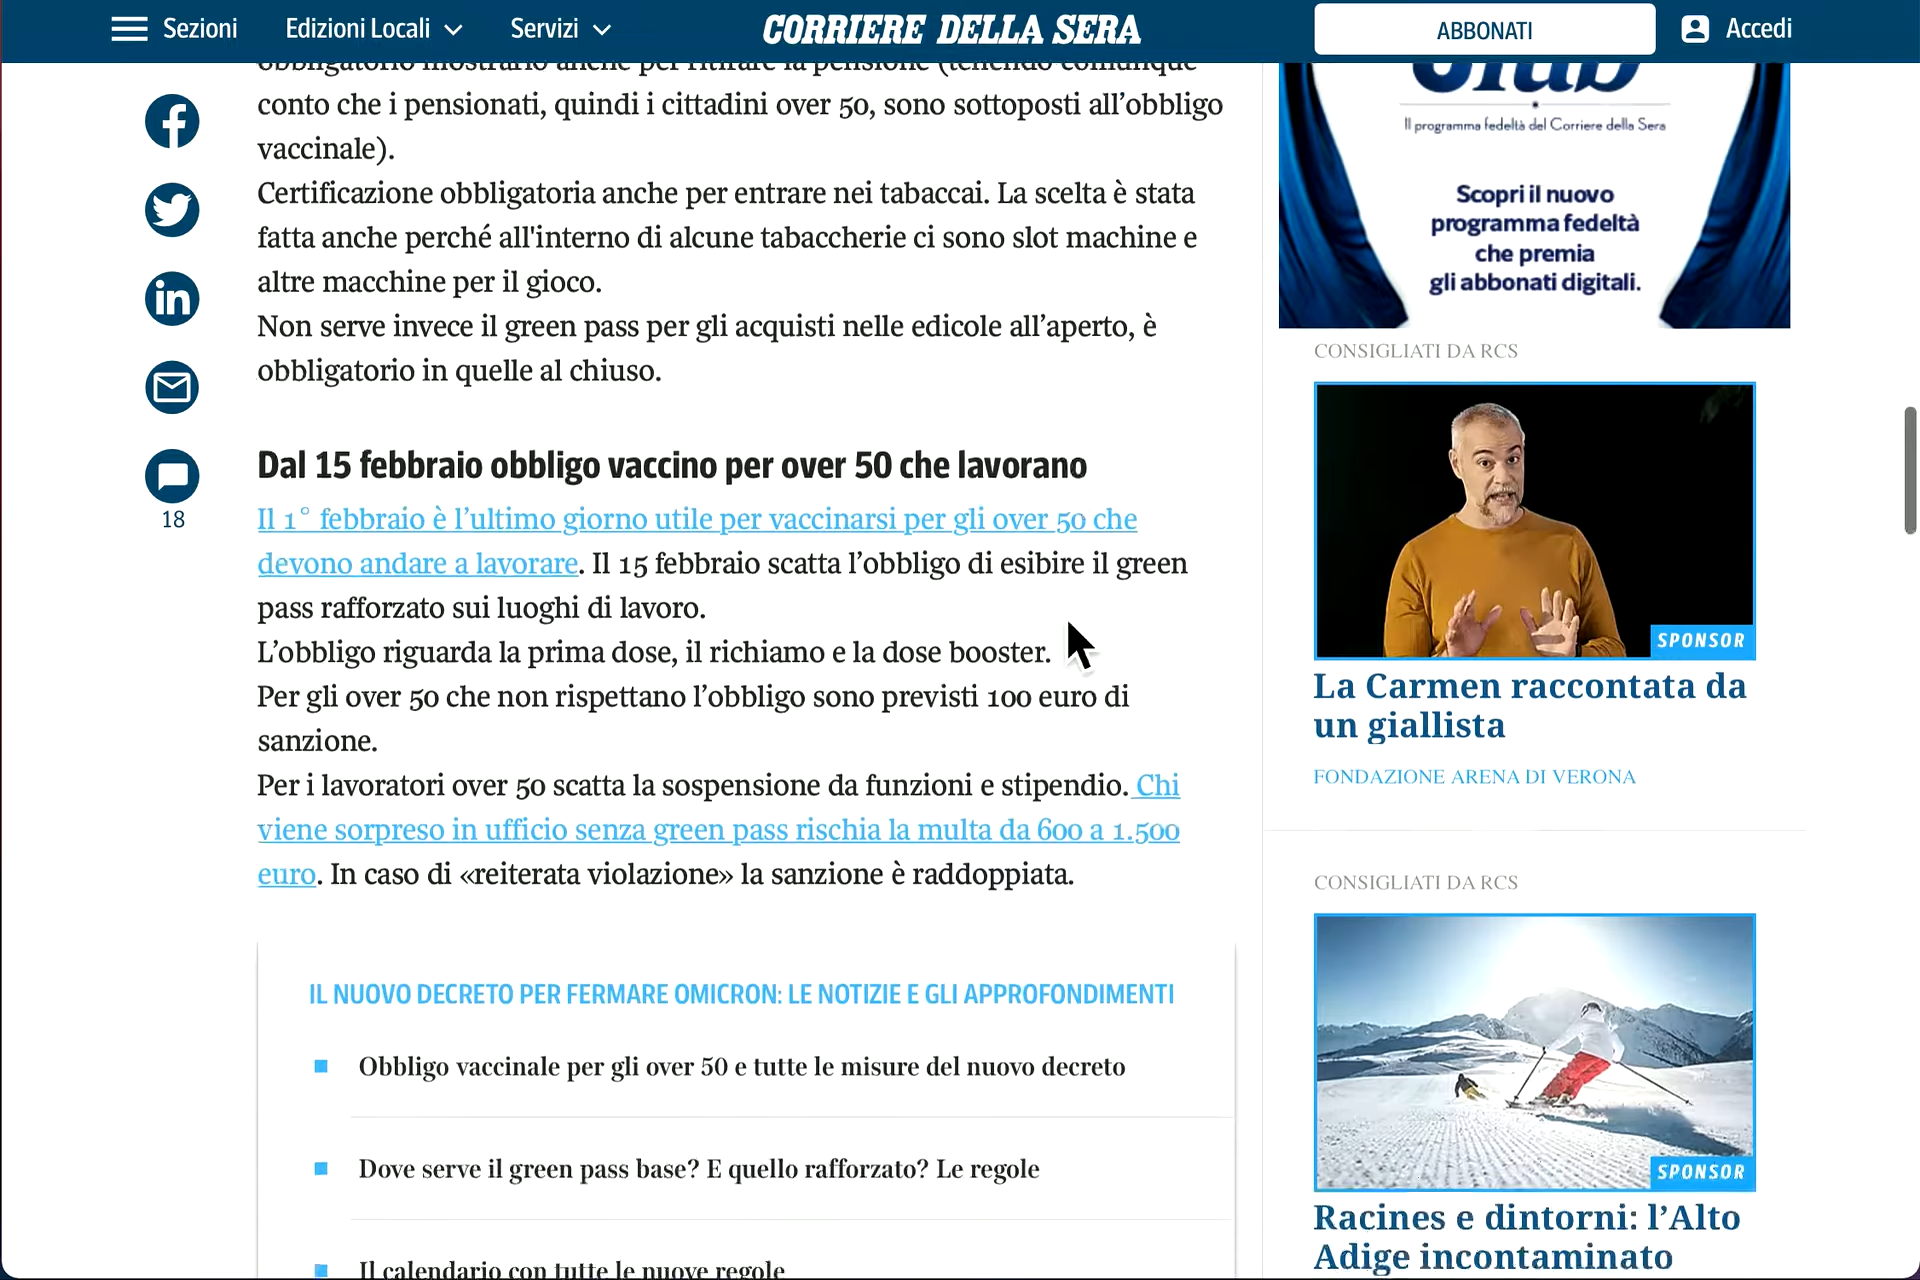 Sezioni
Edizioni Locali
Servizi
CORRIERE DELLA SERA
ABBONATI
Accedi
obbligatorio mostrarlo anche per ritirare la pensione (tenendo comunque
conto che i pensionati, quindi i cittadini over 50, sono sottoposti all’obbligo
vaccinale).
Certificazione obbligatoria anche per entrare nei tabaccai. La scelta è stata
fatta anche perché all'interno di alcune tabaccherie ci sono slot machine e
altre macchine per il gioco.
Non serve invece il green pass per gli acquisti nelle edicole all’aperto, è
obbligatorio in quelle al chiuso.
18
Dal 15 febbraio obbligo vaccino per over 50 che lavorano
Il 1° febbraio è l’ultimo giorno utile per vaccinarsi per gli over 50 che
devono andare a lavorare. Il 15 febbraio scatta l’obbligo di esibire il green
pass rafforzato sui luoghi di lavoro.
L’obbligo riguarda la prima dose, il richiamo e la dose booster.
Per gli over 50 che non rispettano l’obbligo sono previsti 100 euro di
sanzione.
Per i lavoratori over 50 scatta la sospensione da funzioni e stipendio. Chi
viene sorpreso in ufficio senza green pass rischia la multa da 600 a 1.500
euro. In caso di «reiterata violazione» la sanzione è raddoppiata.
IL NUOVO DECRETO PER FERMARE OMICRON: LE NOTIZIE E GLI APPROFONDIMENTI
Obbligo vaccinale per gli over 50 e tutte le misure del nuovo decreto
Dove serve il green pass base? E quello rafforzato? Le regole
Il calendario con tutte le nuove regole
Club
Il programma fedeltà del Corriere della Sera
Scopri il nuovo
programma fedeltà
che premia
gli abbonati digitali.
CONSIGLIATI DA RCS
SPONSOR
La Carmen raccontata da
un giallista
FONDAZIONE ARENA DI VERONA
CONSIGLIATI DA RCS
SPONSOR
Racines e dintorni: l’Alto
Adige incontaminato